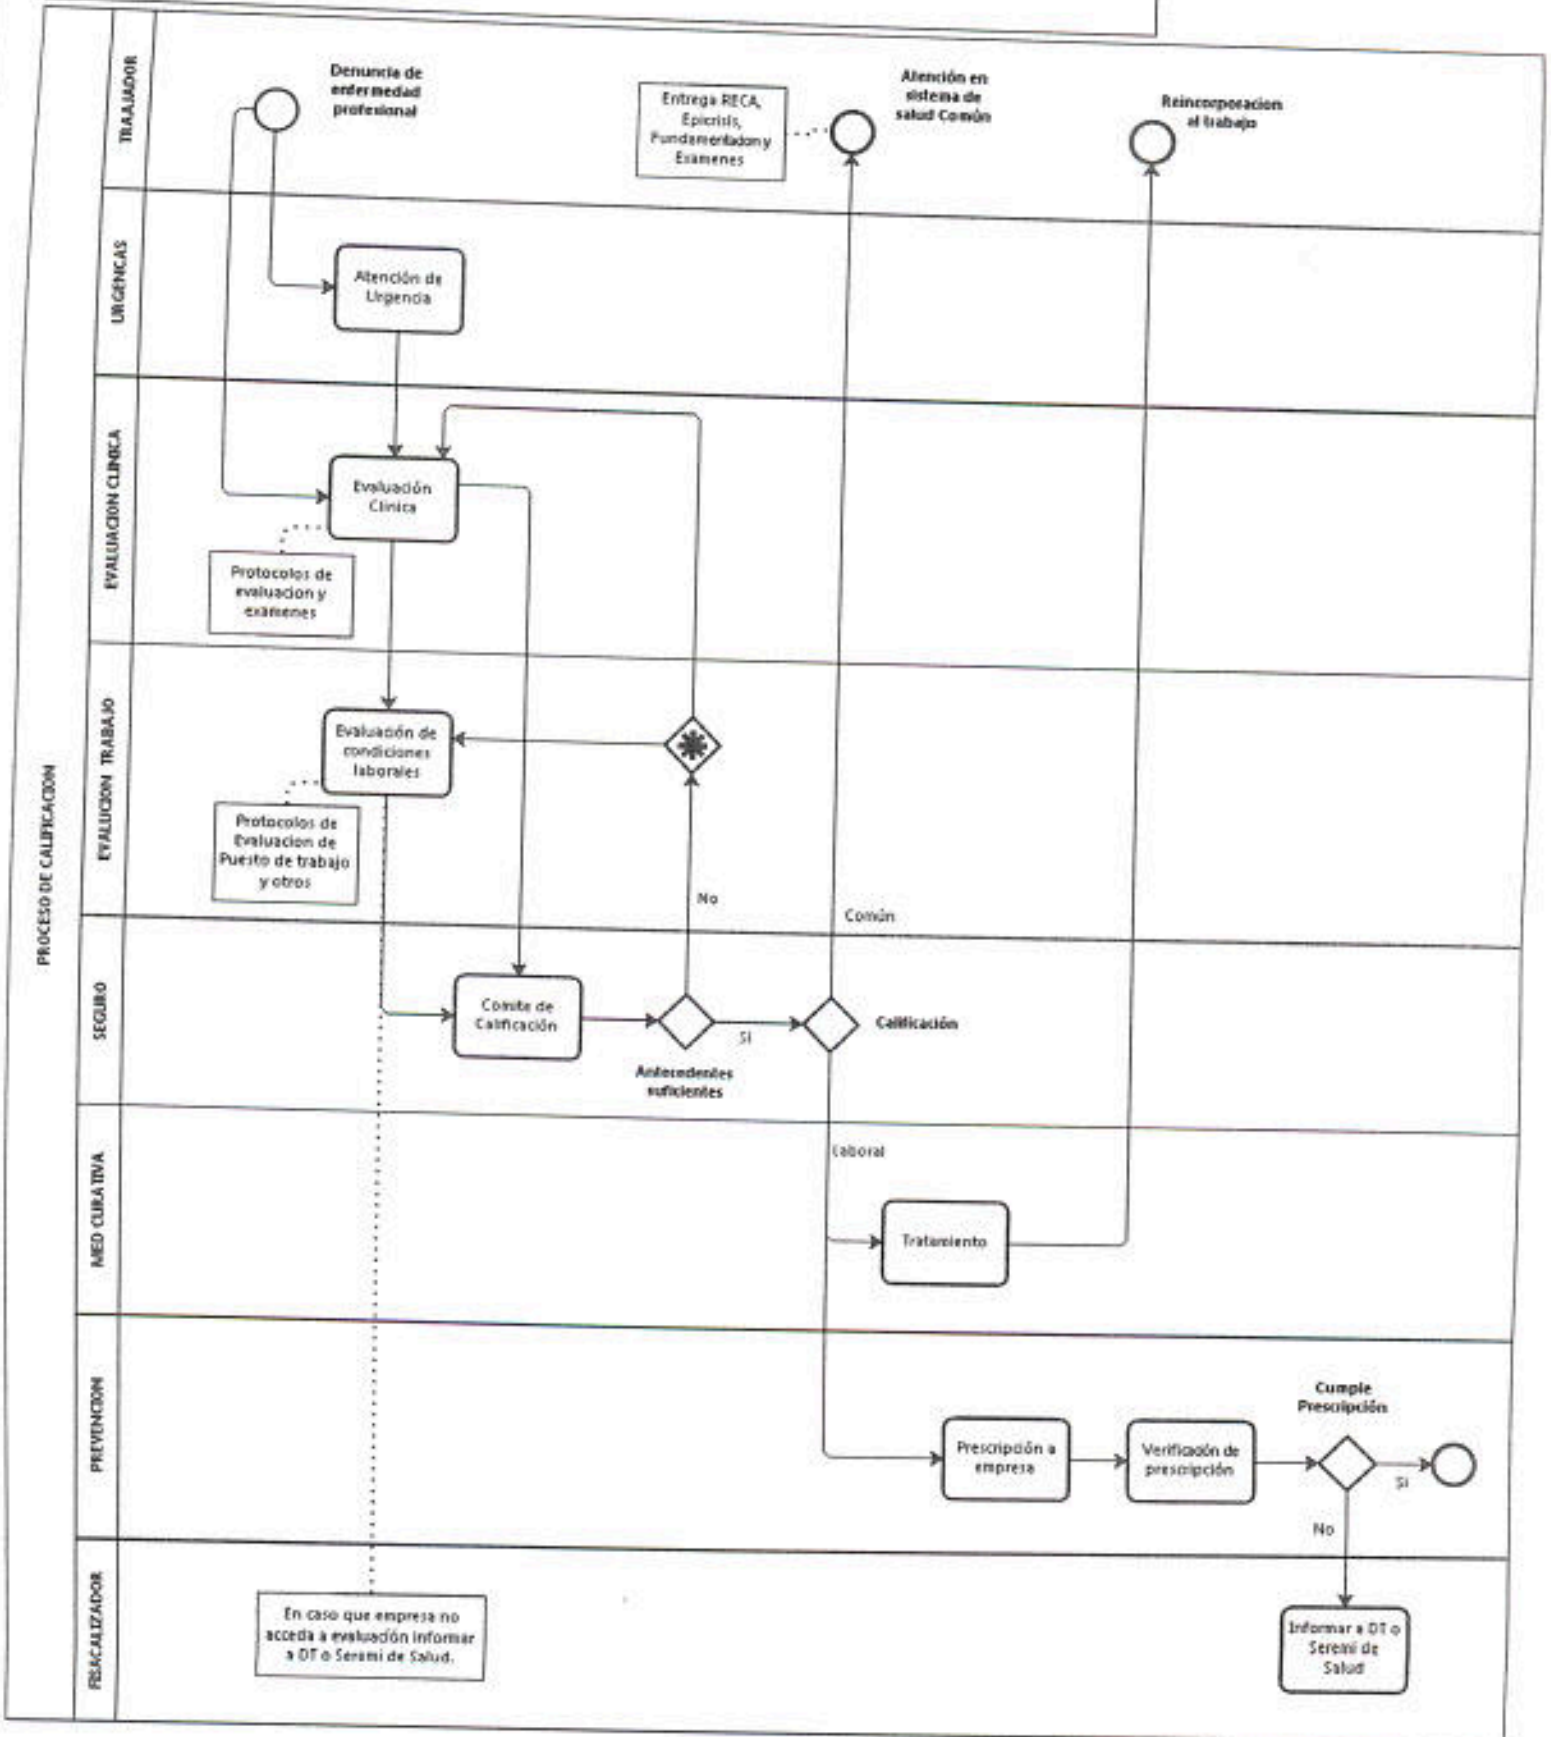 PROCESO DE CALIFICACION
TRAAJADOR
Denuncia de
enfermedad
profesional
Entrega RECA,
Epicrisis,
Fundamentadon y
Examenes
Atención en
sistema de
salud Común
Reincorporacion
al trabajo
URGENCAS
Atención de
Urgencia
EVALUACION CLINICA
Evaluación
Clinica
Protocolos de
evaluacion y
examenes
EVALUCION TRABAJO
Evaluación de
condiciones
laborales
Protocolos de
Evaluacion de
Puesto de trabajo
y otros
No
Común
SEGURO
Comite de
Calificación
Si
Calificación
Antecedentes
suficientes
MED CURATIVA
Laboral
Tratamiento
PREVENCION
Cumple
Prescripción
Prescripción a
empresa
Verificación de
prescripción
Si
No
FISACALIZADOR
En caso que empresa no
acceda a evaluación informar
a DT o Seremi de Salud.
Informar a DT o
Seremi de
Salud